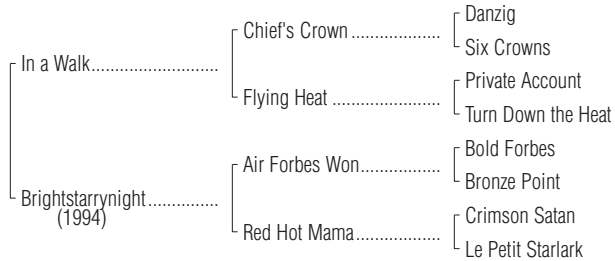 Danzig
Chief's Crown
Six Crowns
In a Walk
Private Account
Flying Heat
Turn Down the Heat
Bold Forbes
Air Forbes Won
Bronze Point
Brightstarrynight
(1994)
Crimson Satan
Red Hot Mama
Le Petit Starlark